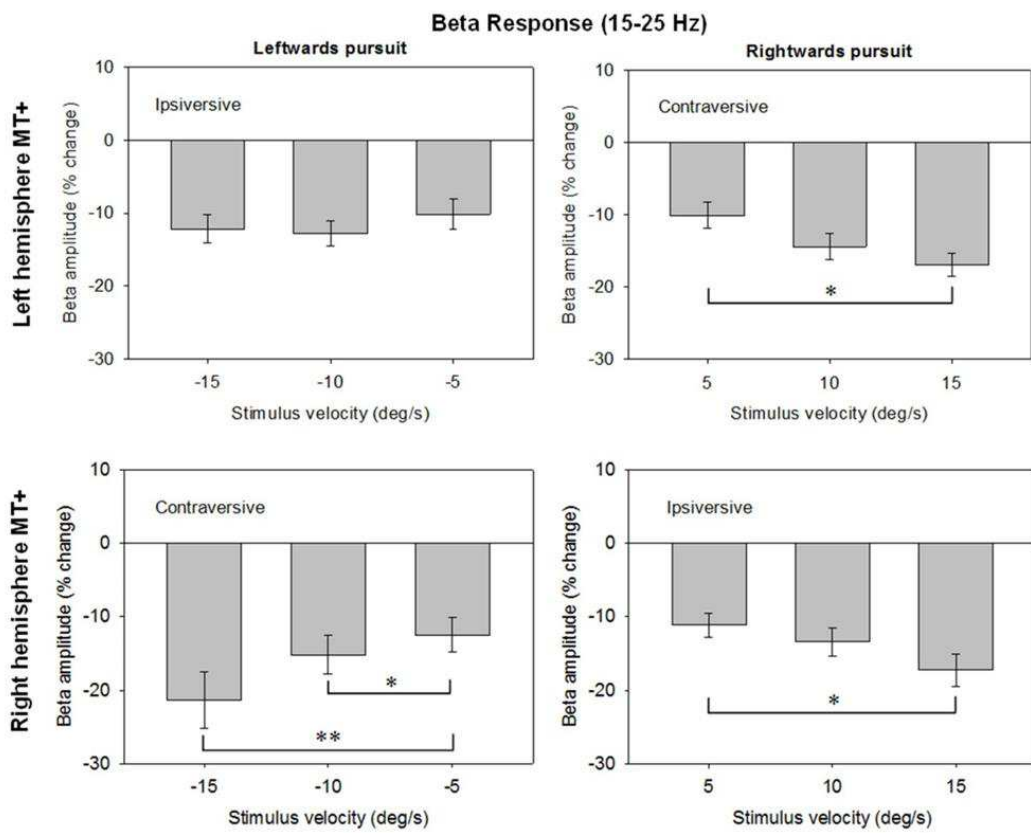 Beta Response (15-25 Hz)
Leftwards pursuit
Rightwards pursuit
Left hemisphere MT+
Beta amplitude (% change)
10
0
-10
-20
-30
Ipsiversive
-15 -10 -5
Stimulus velocity (deg/s)
Beta amplitude (% change)
10
0
-10
-20
-30
Contraversive
*
5 10 15
Stimulus velocity (deg/s)
Right hemisphere MT+
Beta amplitude (% change)
10
0
-10
-20
-30
Contraversive
*
**
-15 -10 -5
Stimulus velocity (deg/s)
Beta amplitude (% change)
10
0
-10
-20
-30
Ipsiversive
*
5 10 15
Stimulus velocity (deg/s)